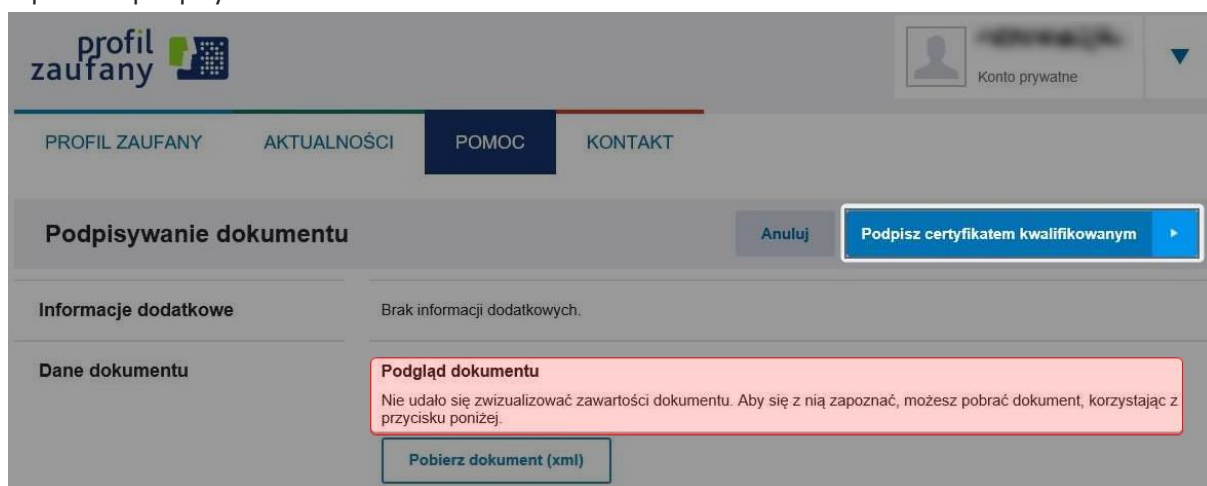 profil
zaufany
Konto prywatne
PROFIL ZAUFANY AKTUALNOŚCI POMOC KONTAKT
Podpisywanie dokumentu Anuluj Podpisz certyfikatem kwalifikowanym
Informacje dodatkowe Brak informacji dodatkowych.
Dane dokumentu Podgląd dokumentu
Nie udało się zwizualizować zawartości dokumentu. Aby się z nią zapoznać, możesz pobrać dokument, korzystając z
przycisku poniżej.
Pobierz dokument (xml)